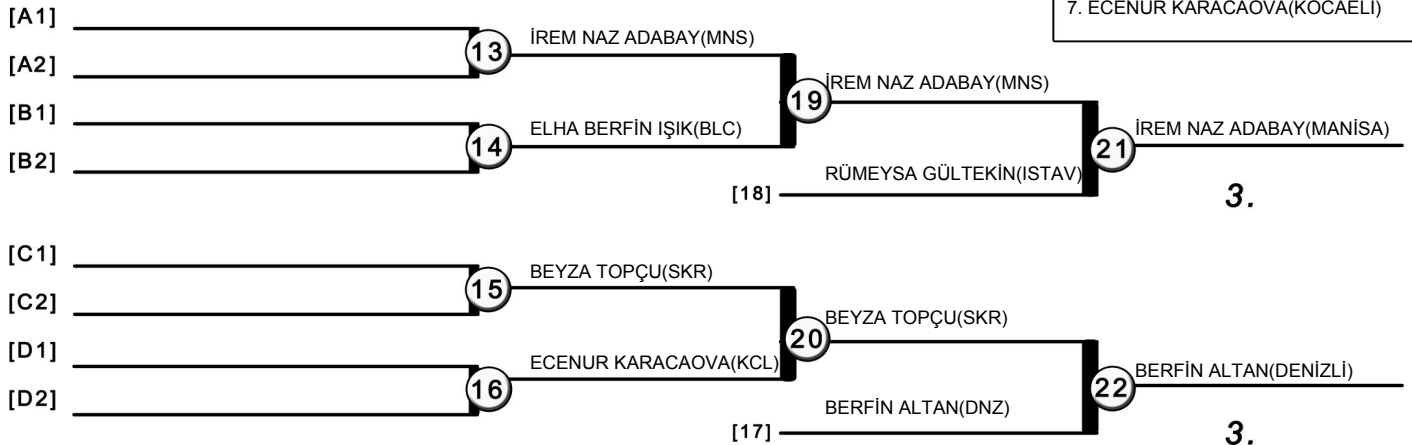 7. ECENUR KARACAOVA(KOCAELİ)
[A1]
13
İREM NAZ ADABAY(MNS)
[A2]
19
İREM NAZ ADABAY(MNS)
[B1]
14
ELHA BERFİN IŞIK(BLC)
21
İREM NAZ ADABAY(MANİSA)
[B2]
RÜMEYSA GÜLTEKİN(ISTAV)
[18]
3.
[C1]
15
BEYZA TOPÇU(SKR)
[C2]
20
BEYZA TOPÇU(SKR)
[D1]
16
ECENUR KARACAOVA(KCL)
22
BERFİN ALTAN(DENİZLİ)
[D2]
BERFİN ALTAN(DNZ)
[17]
3.